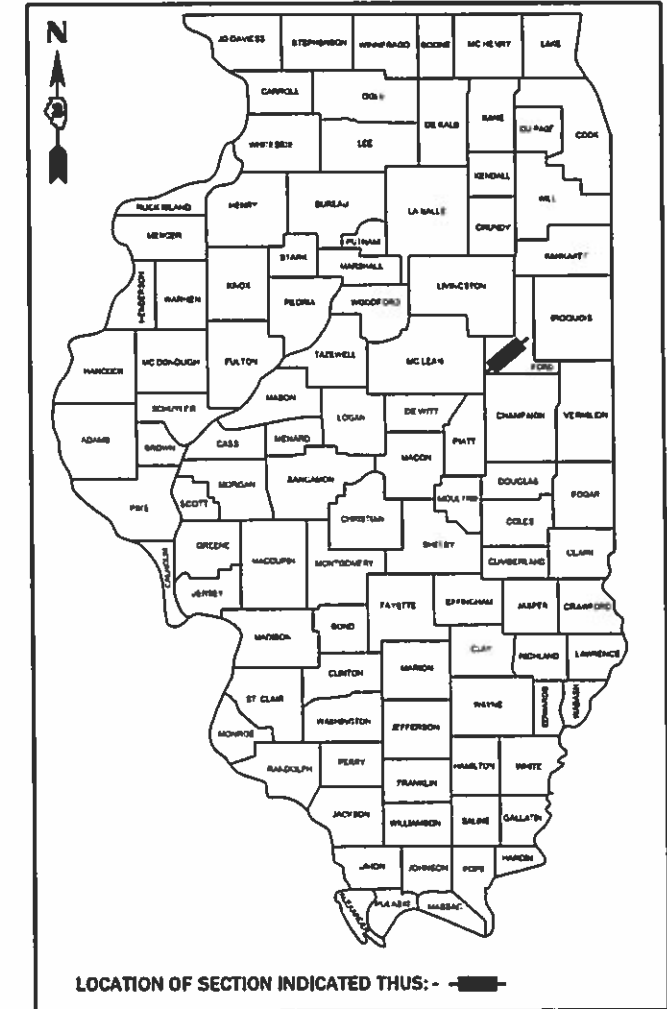 N
JO DAVIESS STEPHENSON WINNEBAGO BOONE MC HENRY LAKE
CARROLL OGLE DE KALB KANE DU PAGE COOK
WHITESIDE LEE
KENDALL
ROCK ISLAND HENRY BUREAU LA SALLE WILL
GRUNDY
MERCER PUTNAM
STARK KANKAKEE
MARSHALL
HENDERSON WARREN KNOX LIVINGSTON
PEORIA WOODFORD IROQUOIS
HANCOCK MC DONOUGH FULTON TAZEWELL MC LEAN FORD
MASON
SCHUYLER LOGAN DE WITT CHAMPAIGN VERMILION
ADAMS BROWN CASS MENARD PIATT
MACON
MORGAN SANGAMON DOUGLAS
PIKE SCOTT MOULTRIE EDGAR
CHRISTIAN COLES
GREENE SHELBY
CALHOUN MACOUPIN MONTGOMERY CUMBERLAND CLARK
JERSEY FAYETTE EFFINGHAM JASPER CRAWFORD
MADISON BOND
CLAY RICHLAND LAWRENCE
CLINTON MARION
ST CLAIR WAYNE EDWARDS WABASH
WASHINGTON JEFFERSON
MONROE
RANDOLPH PERRY HAMILTON WHITE
FRANKLIN
JACKSON WILLIAMSON SALINE GALLATIN
UNION JOHNSON POPE HARDIN
ALEXANDER PULASKI MASSAC
LOCATION OF SECTION INDICATED THUS: -